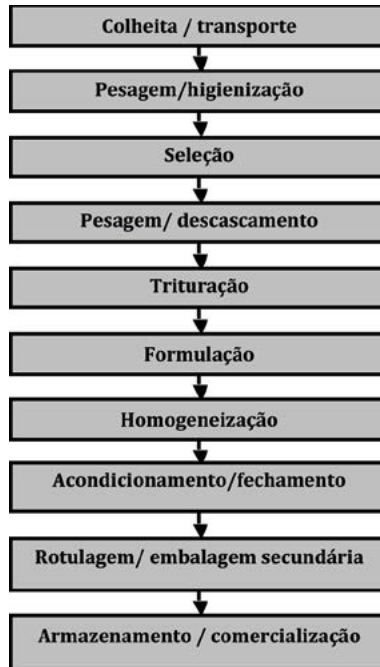 Colheita / transporte
Pesagem/higienização
Seleção
Pesagem/ descascamento
Trituração
Formulação
Homogeneização
Acondicionamento/fechamento
Rotulagem/ embalagem secundária
Armazenamento / comercialização